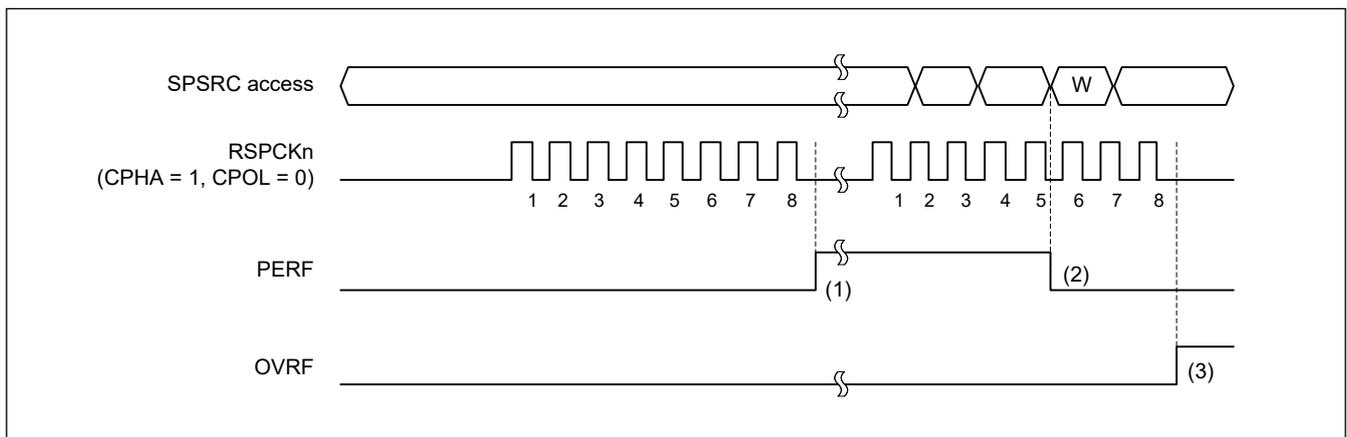 SPSRC access
W
RSPCKn
(CPHA = 1, CPOL = 0)
1 2 3 4 5 6 7 8 1 2 3 4 5 6 7 8
PERF
(1)
(2)
OVRF
(3)